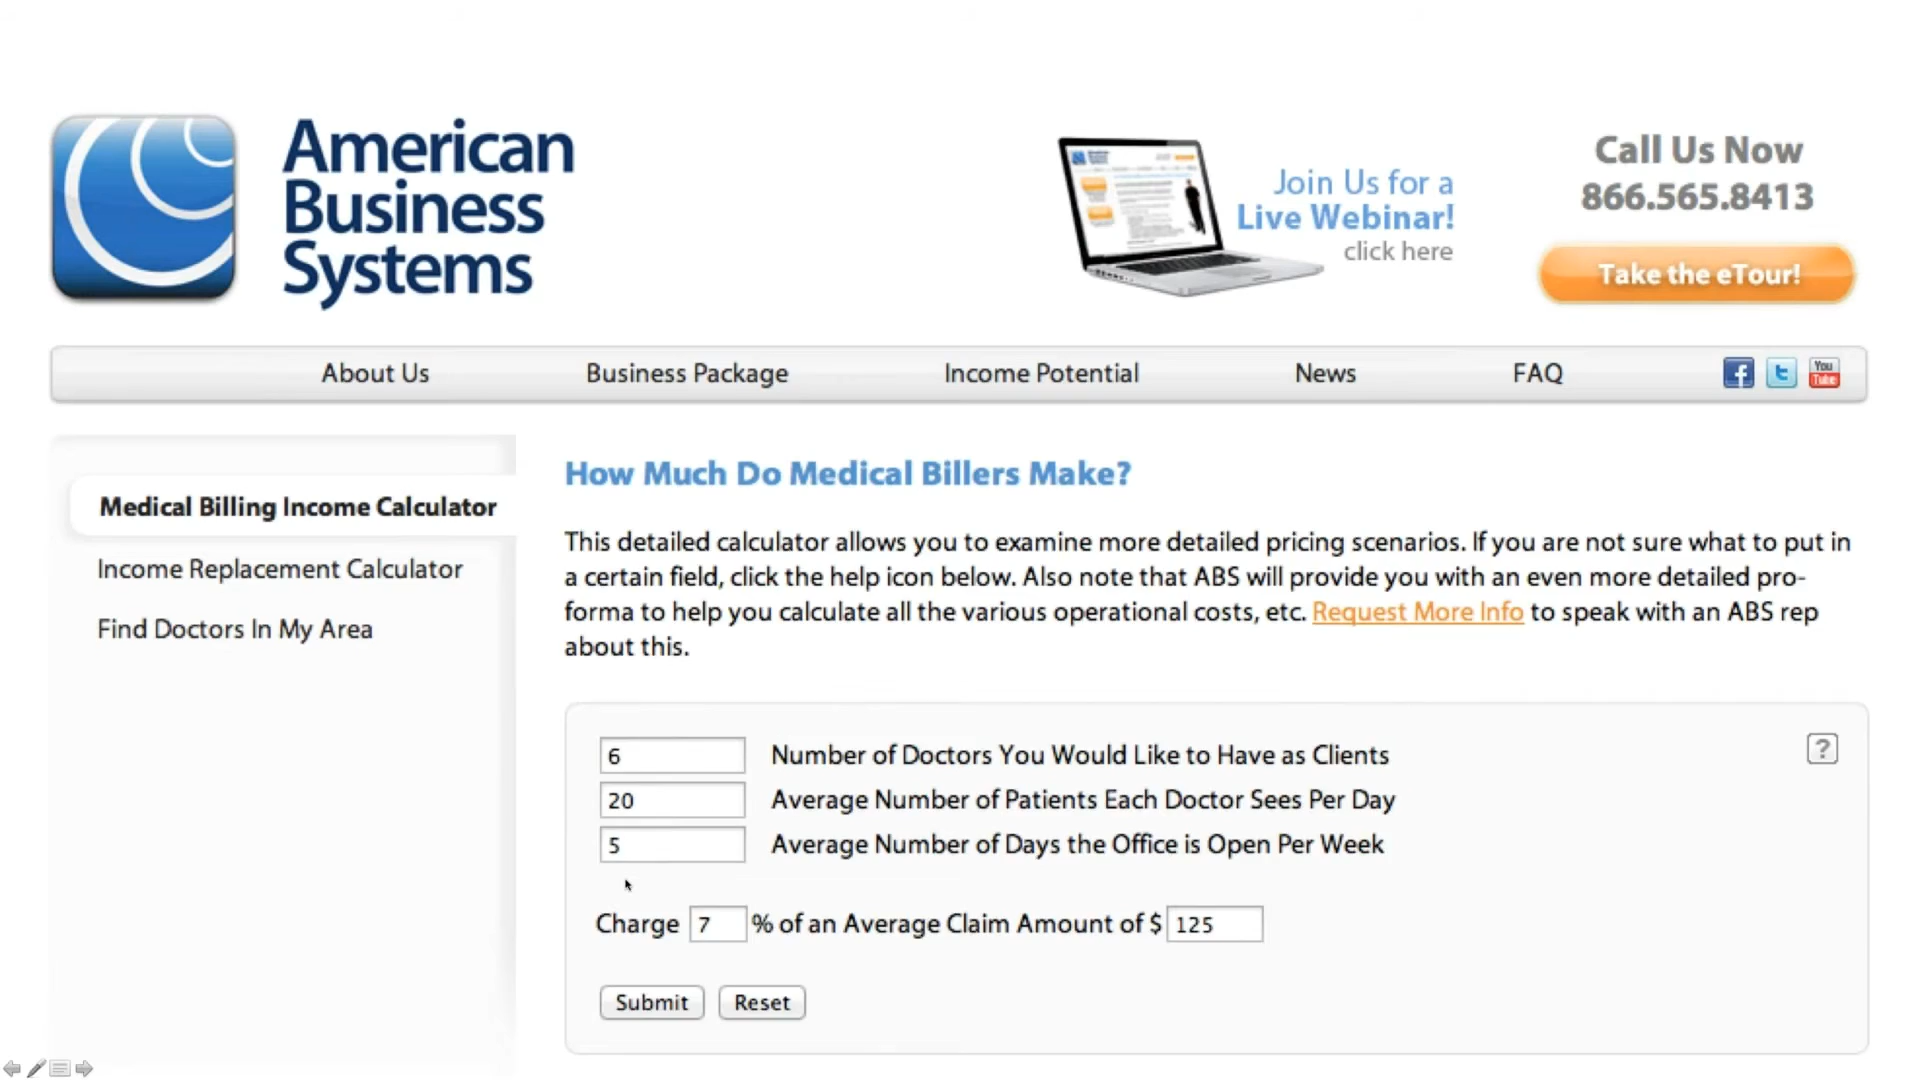 American
Business
Systems
Join Us for a
Live Webinar!
click here
Call Us Now
866.565.8413
Take the eTour!
About Us
Business Package
Income Potential
News
FAQ
You
Tube
Medical Billing Income Calculator
Income Replacement Calculator
Find Doctors In My Area
How Much Do Medical Billers Make?
This detailed calculator allows you to examine more detailed pricing scenarios. If you are not sure what to put in
a certain field, click the help icon below. Also note that ABS will provide you with an even more detailed pro-
forma to help you calculate all the various operational costs, etc. Request More Info to speak with an ABS rep
about this.
6 Number of Doctors You Would Like to Have as Clients
?
20 Average Number of Patients Each Doctor Sees Per Day
5 Average Number of Days the Office is Open Per Week
Charge 7 % of an Average Claim Amount of $ 125
Submit Reset